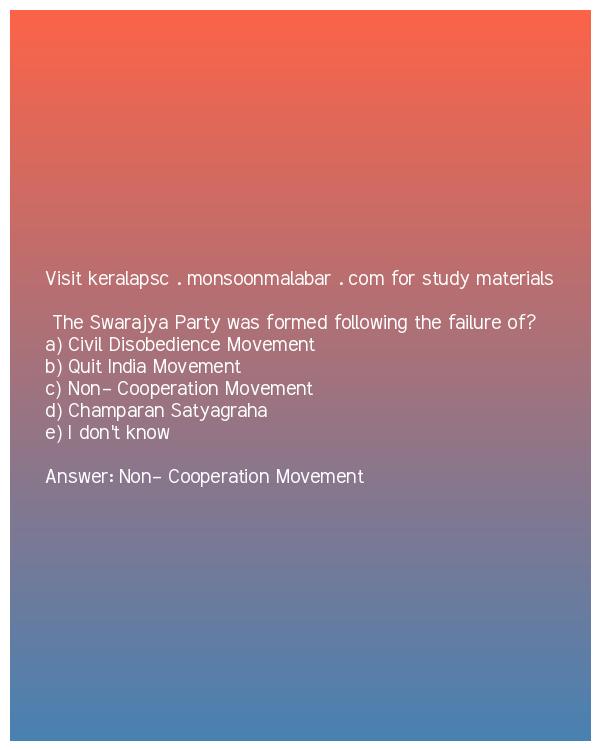 Visit keralapsc . monsoonmalabar . com for study materials
The Swarajya Party was formed following the failure of?
a) Civil Disobedience Movement
b) Quit India Movement
c) Non- Cooperation Movement
d) Champaran Satyagraha
e) I don't know
Answer: Non- Cooperation Movement